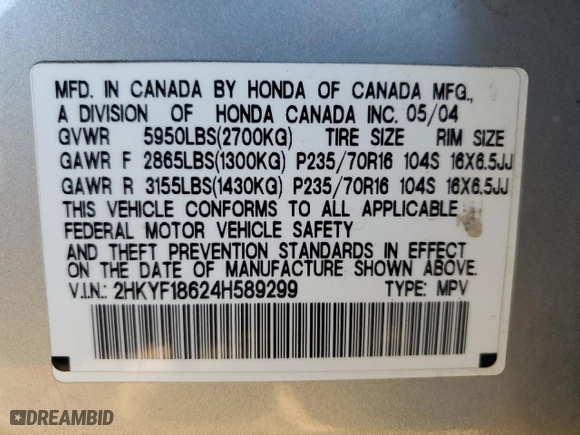 MFD. IN CANADA BY HONDA OF CANADA MFG.,
A DIVISION OF HONDA CANADA INC. 05/04
GVWR 5950LBS(2700KG) TIRE SIZE RIM SIZE
GAWR F 2865LBS(1300KG) P235/70R16 104S 16X6.5JJ
GAWR R 3155LBS(1430KG) P235/70R16 104S 16X6.5JJ
THIS VEHICLE CONFORMS TO ALL APPLICABLE
FEDERAL MOTOR VEHICLE SAFETY
AND THEFT PREVENTION STANDARDS IN EFFECT ON
THE DATE OF MANUFACTURE SHOWN ABOVE.
V.I.N.: 2HKYF18624H589299 TYPE: MPV
DREAMBID